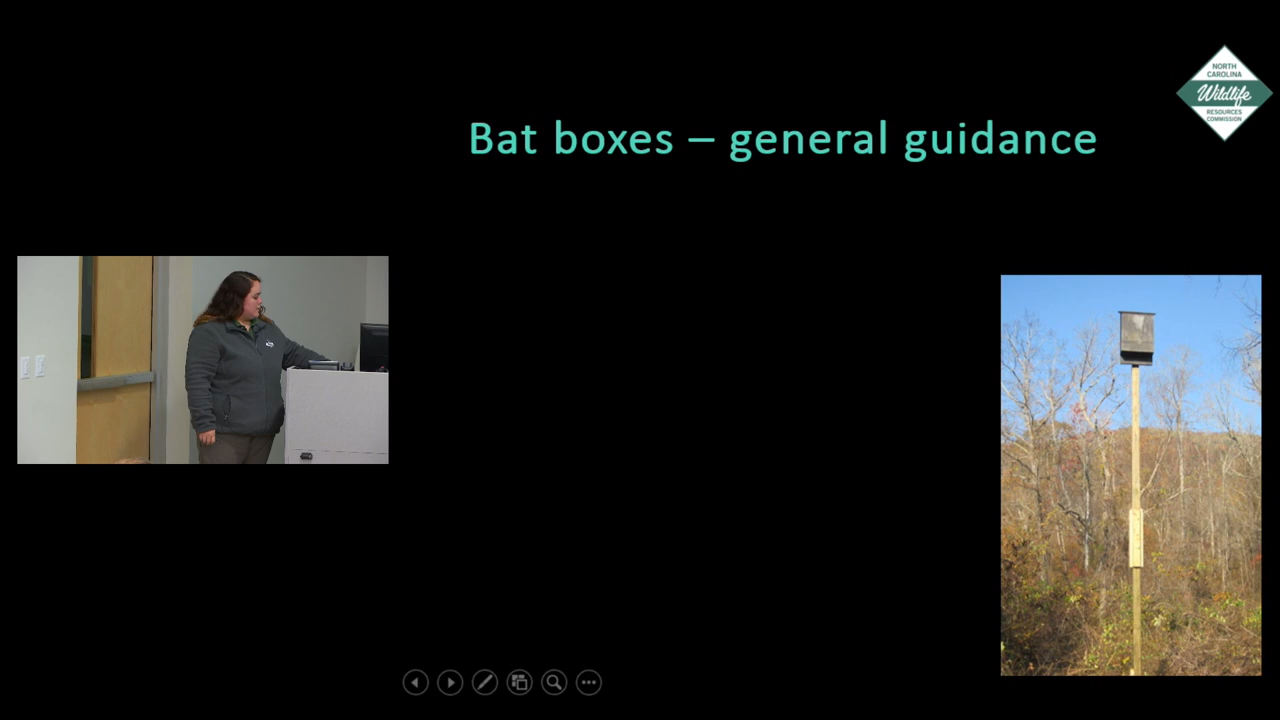 Bat boxes – general guidance
NORTH
CAROLINA
Wildlife
RESOURCES
COMMISSION